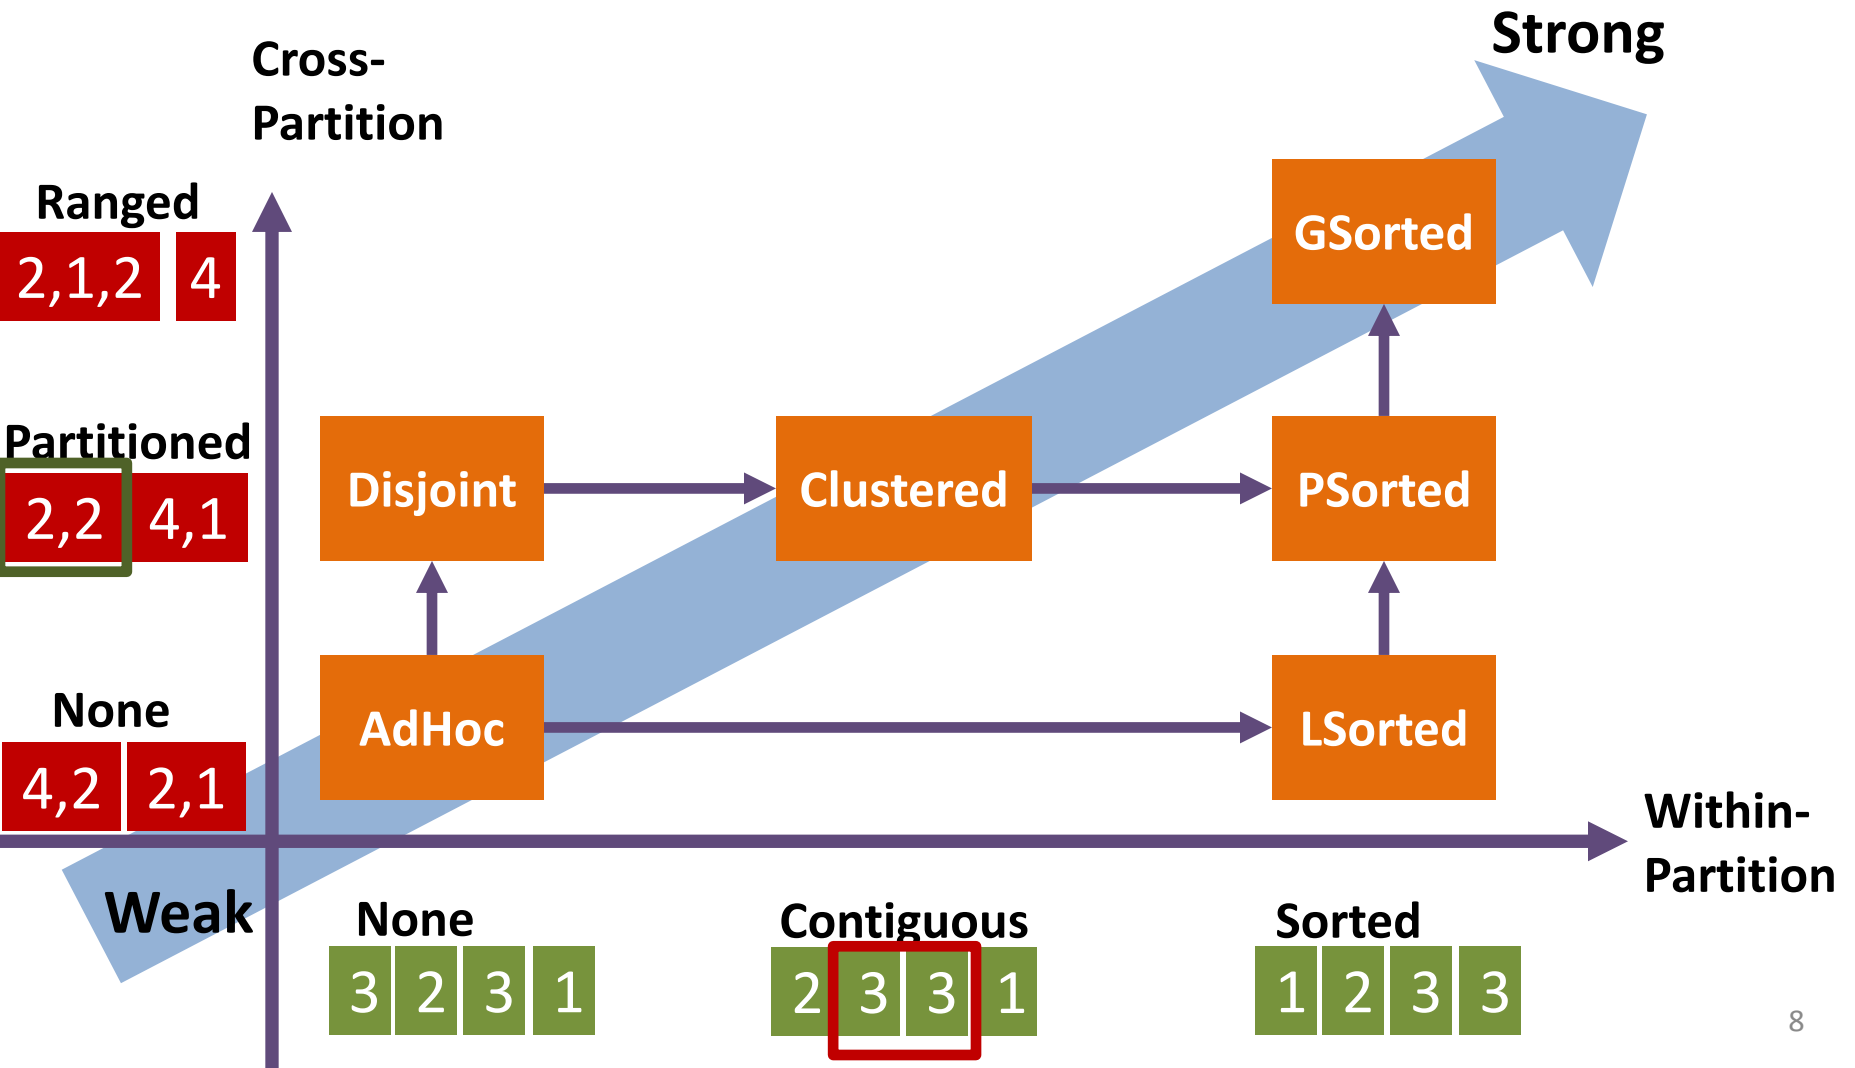 Strong
Cross-
Partition
Ranged
2,1,2 4
GSorted
Partitioned
2,2 4,1
Disjoint
Clustered
PSorted
None
4,2 2,1
AdHoc
LSorted
Within-
Partition
Weak
None
3 2 3 1
Contiguous
2 3 3 1
Sorted
1 2 3 3
8